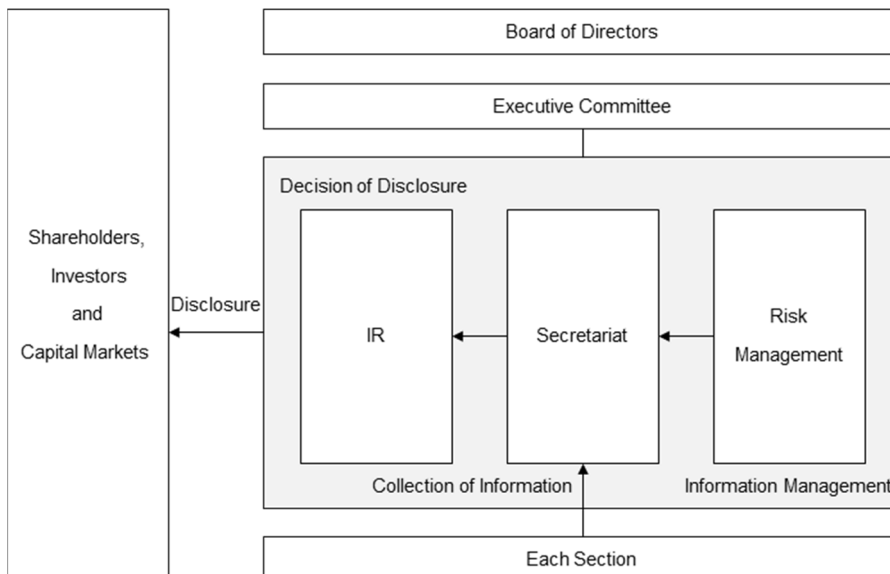 Board of Directors
Executive Committee
Decision of Disclosure
Shareholders,
Investors
and
Capital Markets
Disclosure
IR
Secretariat
Risk
Management
Collection of Information
Information Management
Each Section